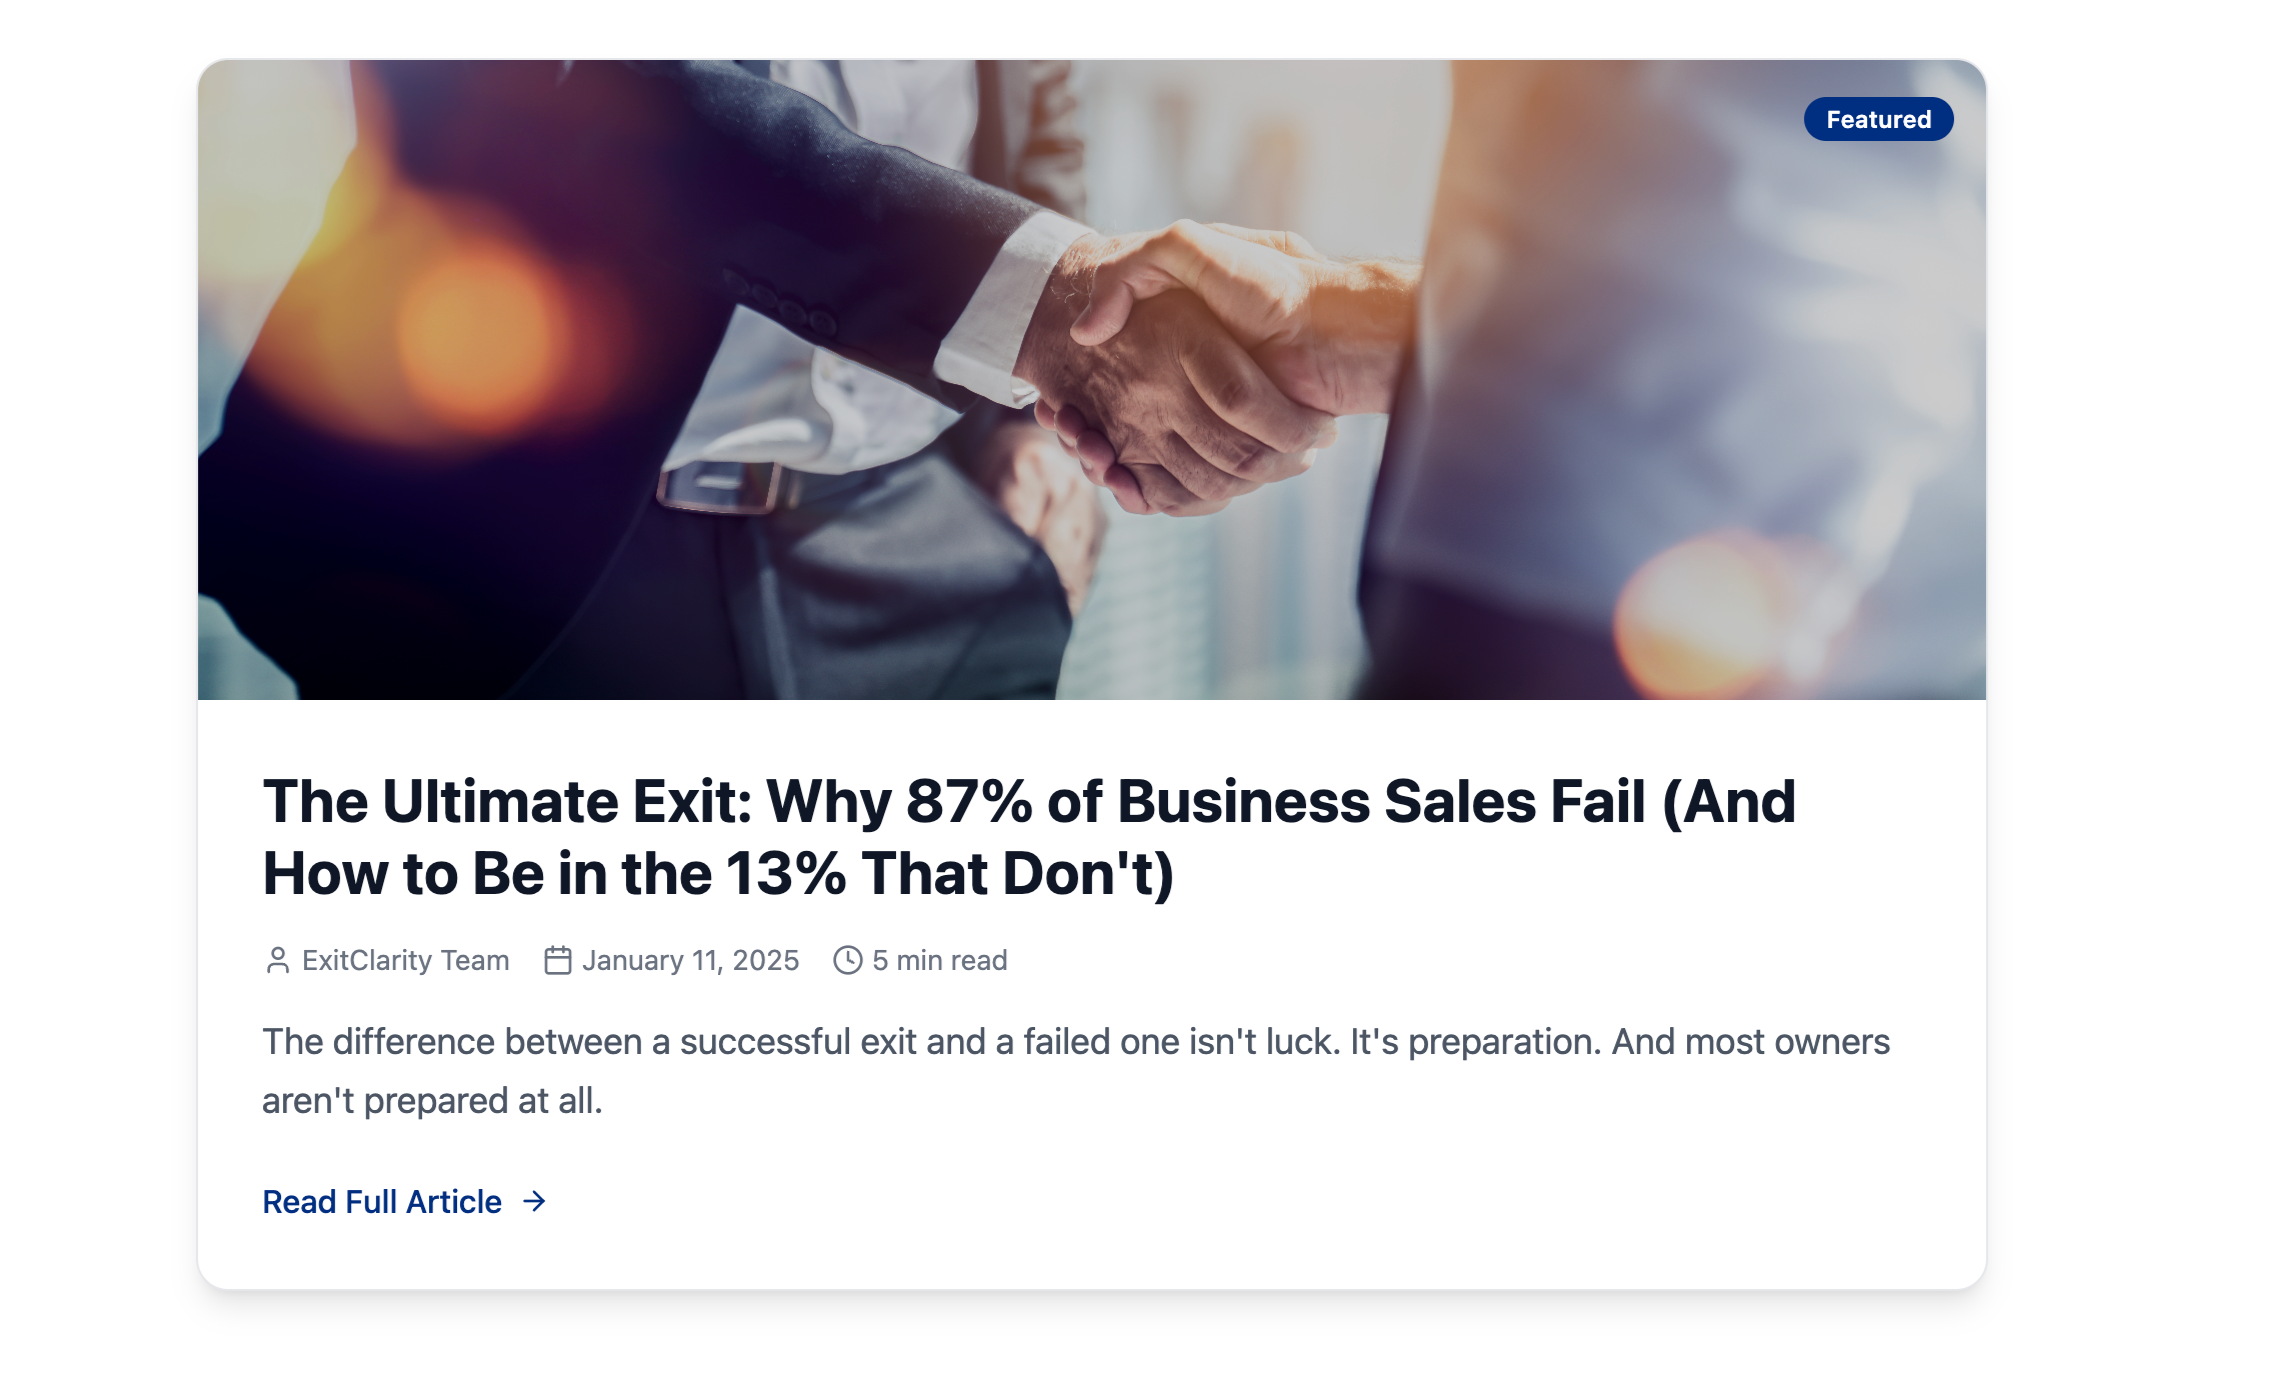 Featured
The Ultimate Exit: Why 87% of Business Sales Fail (And
How to Be in the 13% That Don't)
ExitClarity Team January 11, 2025 5 min read
The difference between a successful exit and a failed one isn't luck. It's preparation. And most owners
aren't prepared at all.
Read Full Article →